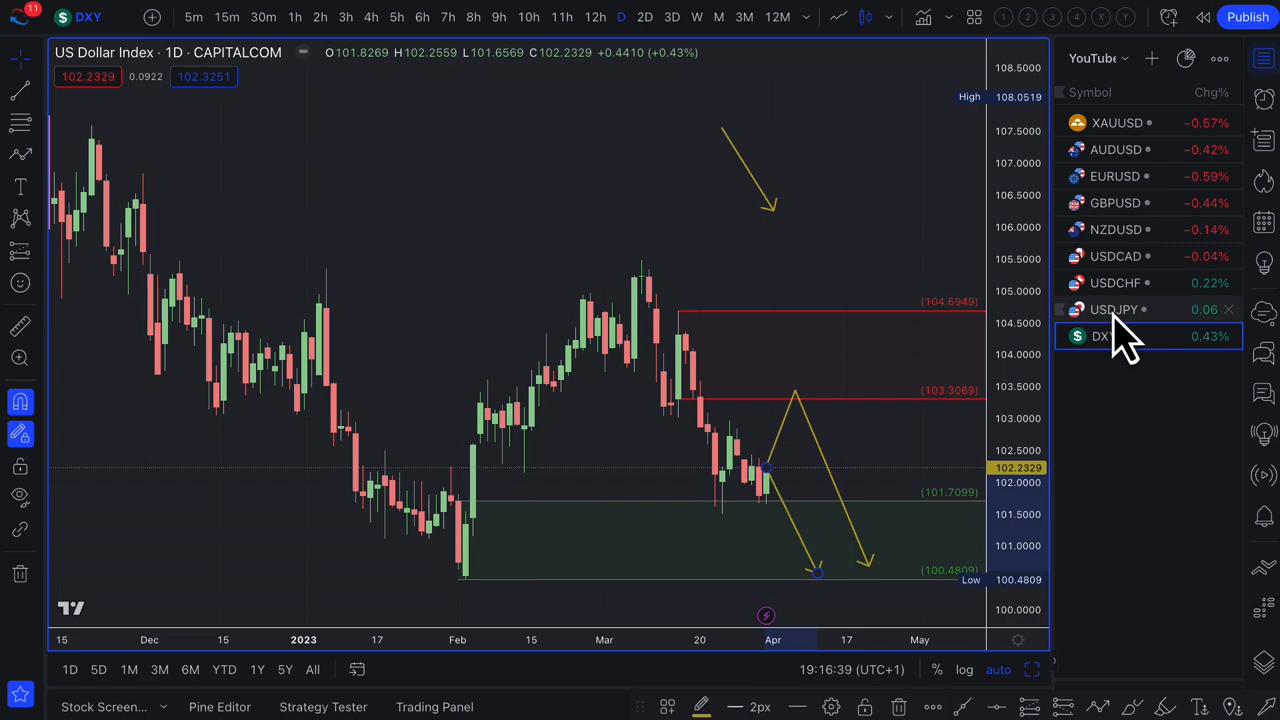 11
DXY
5m 15m 30m 1h 2h 3h 4h 5h 6h 7h 8h 9h 10h 11h 12h D 2D 3D W M 3M 12M
1 2 3 4 X Y
Publish
US Dollar Index · 1D · CAPITALCOM
O101.8269 H102.2559 L101.6569 C102.2329 +0.4410 (+0.43%)
102.2329 0.0922 102.3251
108.5000
High 108.0519
107.5000
107.0000
106.5000
106.0000
105.5000
105.0000
(104.6949)
104.5000
104.0000
103.5000
(103.3069)
103.0000
102.5000
102.2329
102.0000
(101.7099)
101.5000
101.0000
(100.4809)
Low 100.4809
100.0000
15 Dec 15 2023 17 Feb 15 Mar 20 Apr 17 May
1D 5D 1M 3M 6M YTD 1Y 5Y All
19:16:39 (UTC+1) % log auto
Stock Screen... Pine Editor Strategy Tester Trading Panel
2px
Symbol Chg%
XAUUSD −0.57%
AUDUSD −0.42%
EURUSD −0.59%
GBPUSD −0.44%
NZDUSD −0.14%
USDCAD −0.04%
USDCHF 0.22%
USDJPY 0.06
0.43%